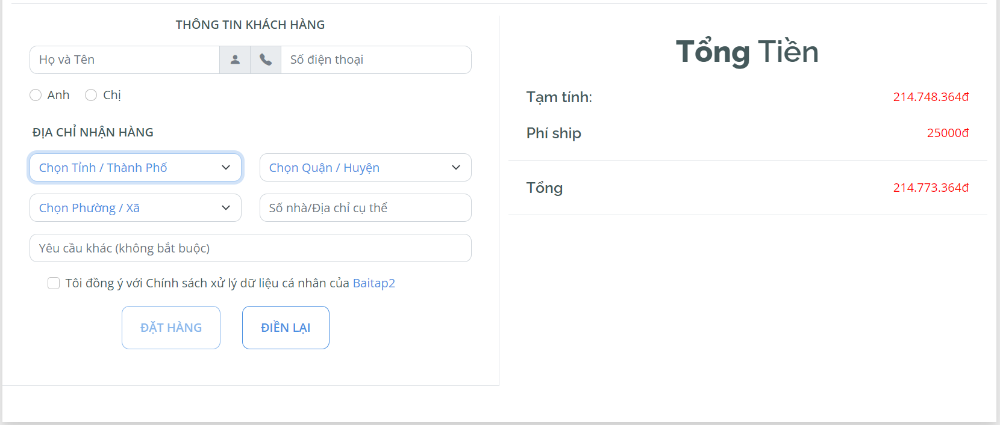 THÔNG TIN KHÁCH HÀNG
Họ và Tên
Số điện thoại
Anh
Chị
ĐỊA CHỈ NHẬN HÀNG
Chọn Tỉnh / Thành Phố
Chọn Quận / Huyện
Chọn Phường / Xã
Số nhà/Địa chỉ cụ thể
Yêu cầu khác (không bắt buộc)
Tôi đồng ý với Chính sách xử lý dữ liệu cá nhân của Baitap2
ĐẶT HÀNG
ĐIỀN LẠI
Tổng Tiền
Tạm tính:
214.748.364đ
Phí ship
25000đ
Tổng
214.773.364đ